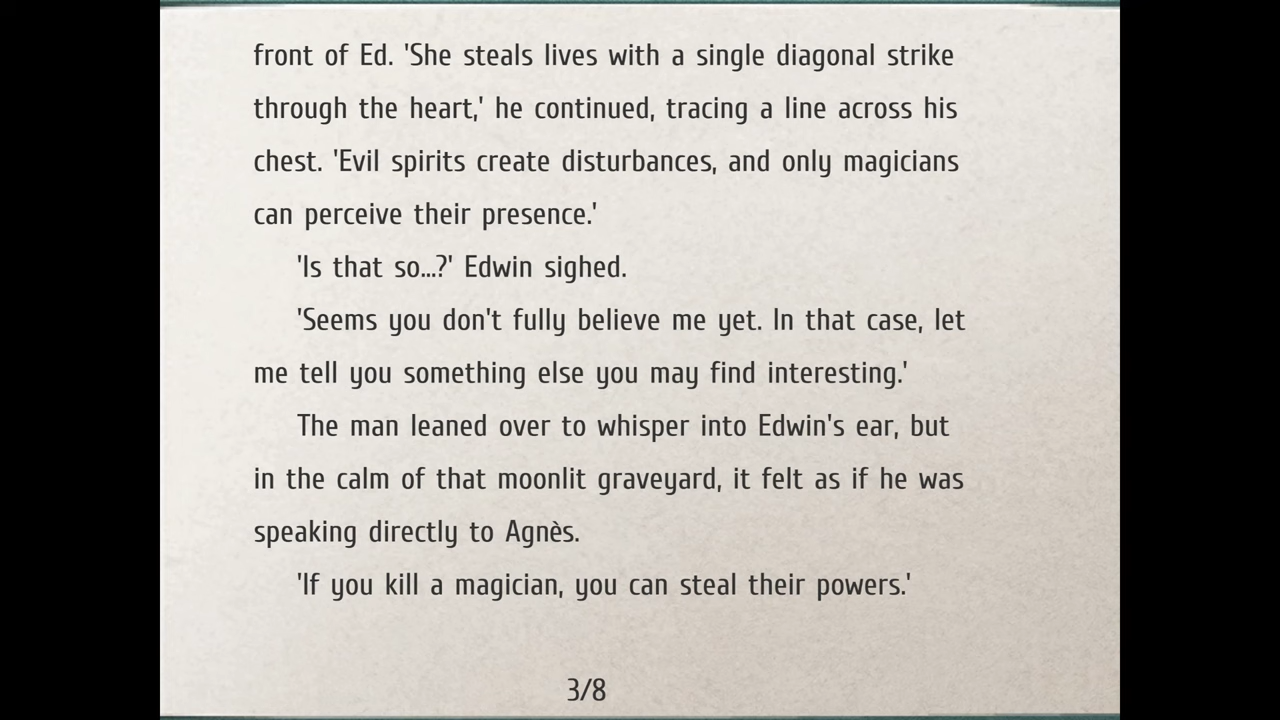 front of Ed. 'She steals lives with a single diagonal strike
through the heart,' he continued, tracing a line across his
chest. 'Evil spirits create disturbances, and only magicians
can perceive their presence.'
'Is that so...?' Edwin sighed.
'Seems you don't fully believe me yet. In that case, let
me tell you something else you may find interesting.'
The man leaned over to whisper into Edwin's ear, but
in the calm of that moonlit graveyard, it felt as if he was
speaking directly to Agnès.
'If you kill a magician, you can steal their powers.'
3/8